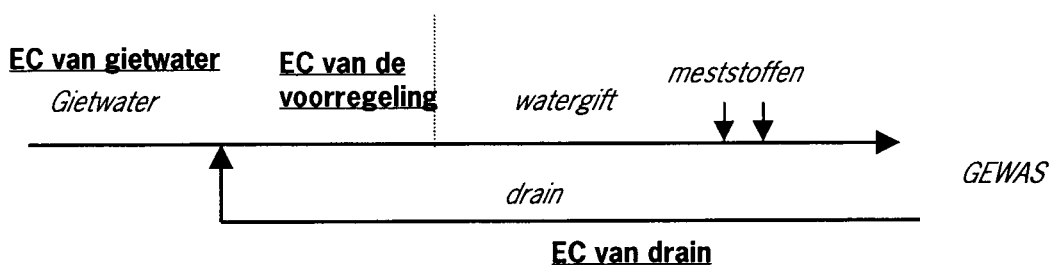 EC van gietwater
EC van de
voorregeling
meststoffen
Gietwater
watergift
GEWAS
drain
EC van drain